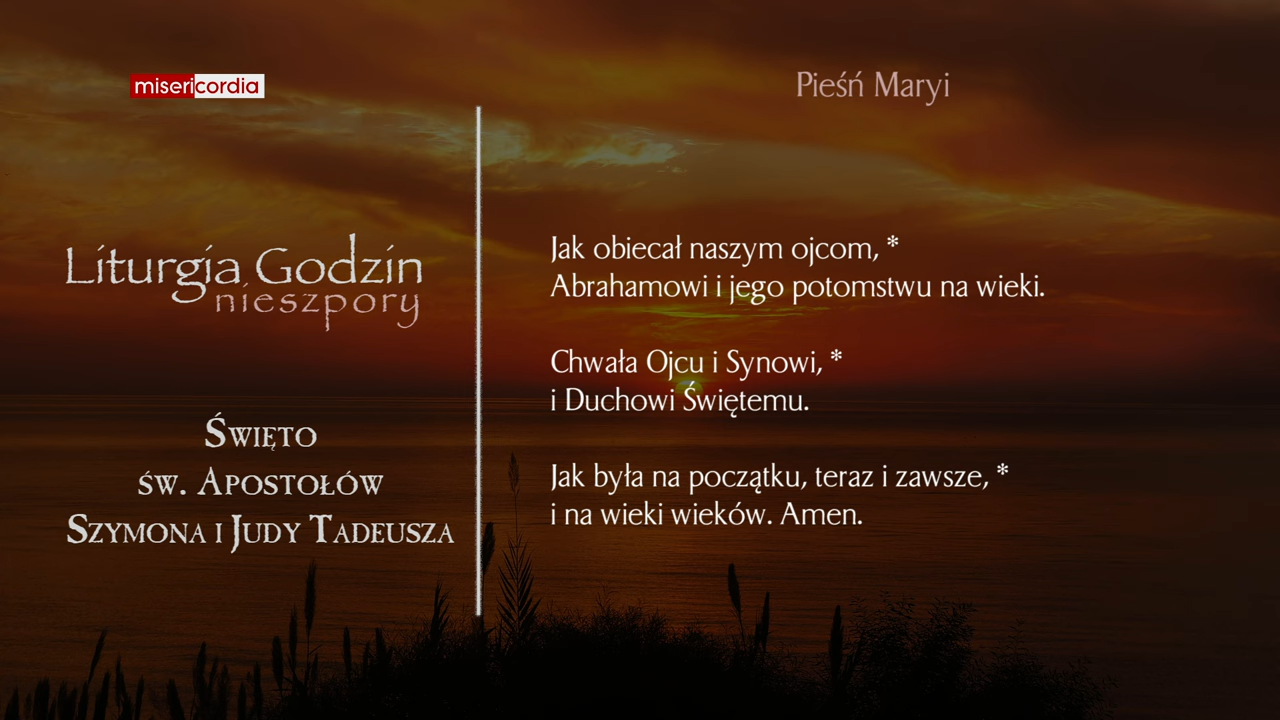 misericordia
Liturgia Godzin
nieszpory
Święto
św. Apostołów
Szymona i Judy Tadeusza
Pieśń Maryi
Jak obiecał naszym ojcom, *
Abrahamowi i jego potomstwu na wieki.
Chwała Ojcu i Synowi, *
i Duchowi Świętemu.
Jak była na początku, teraz i zawsze, *
i na wieki wieków. Amen.